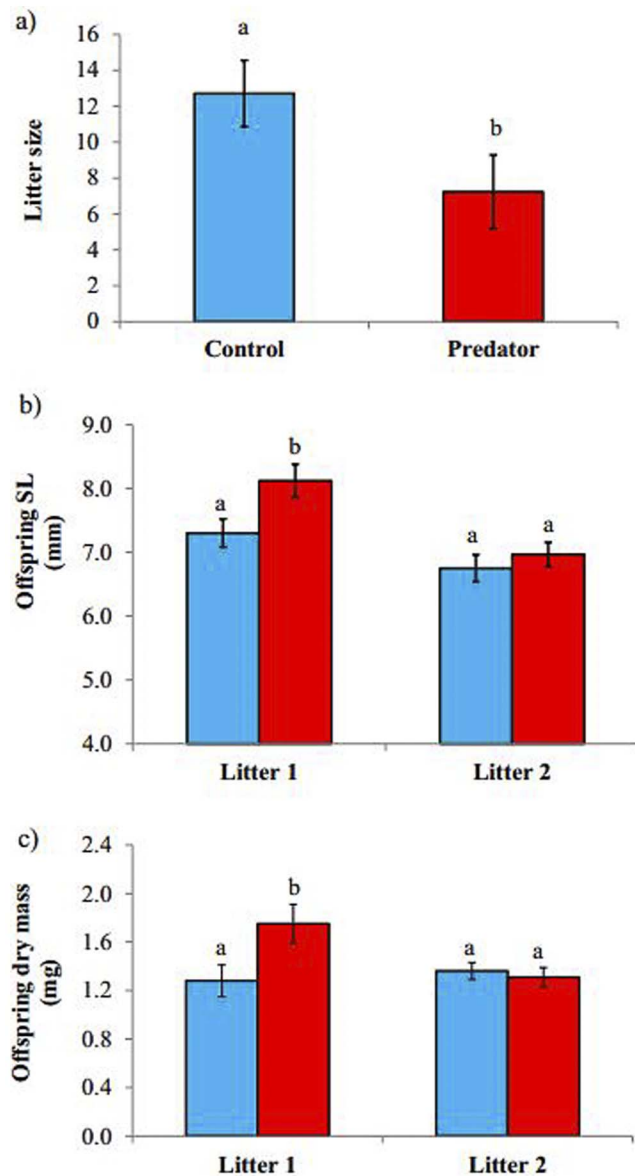 a)
a
b
16
14
12
10
8
6
4
2
0
Litter size
Control Predator
b)
9.0
8.0
7.0
6.0
5.0
4.0
Offspring SL
(mm)
a b a a
Litter 1 Litter 2
c)
2.4
2.0
1.6
1.2
0.8
0.4
0.0
Offspring dry mass
(mg)
a b a a
Litter 1 Litter 2